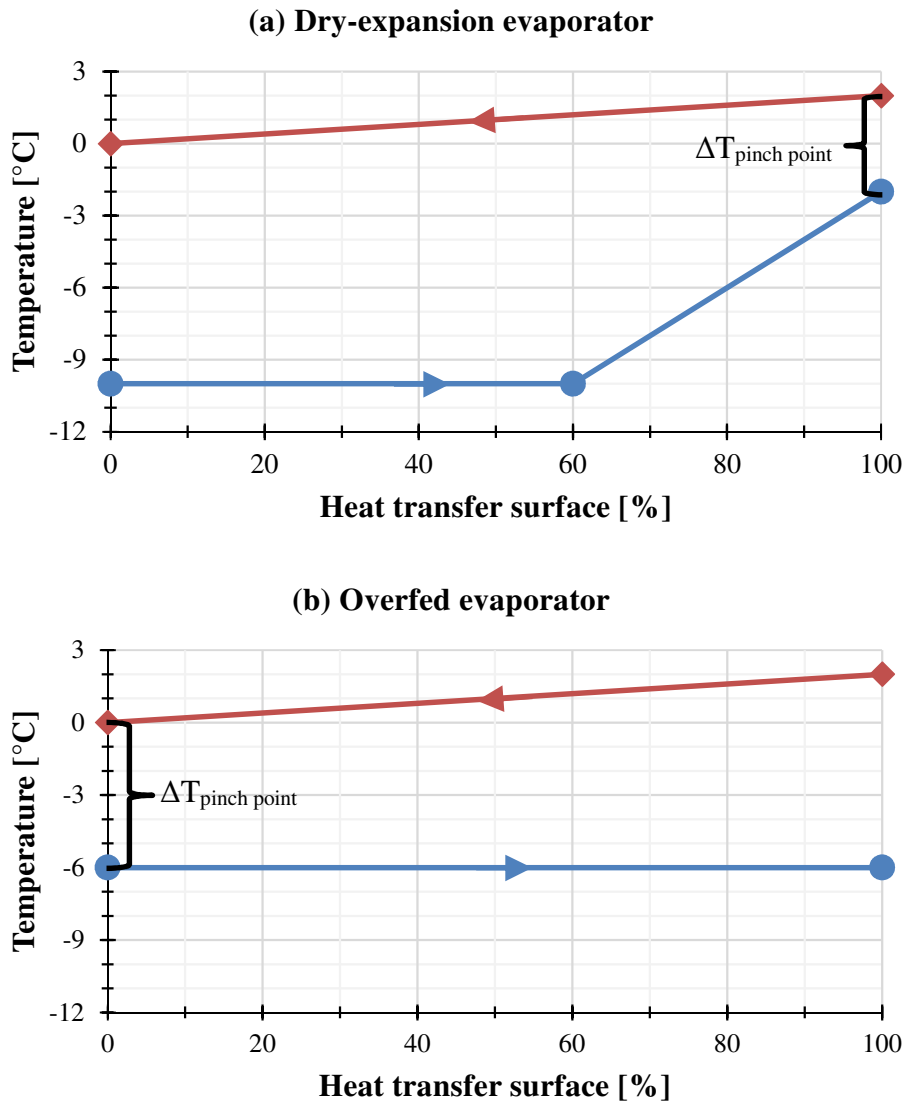 (a) Dry-expansion evaporator
3
0
-3
-6
-9
-12
Temperature [°C]
ΔTpinch point
0 20 40 60 80 100
Heat transfer surface [%]
(b) Overfed evaporator
3
0
-3
-6
-9
-12
Temperature [°C]
ΔTpinch point
0 20 40 60 80 100
Heat transfer surface [%]